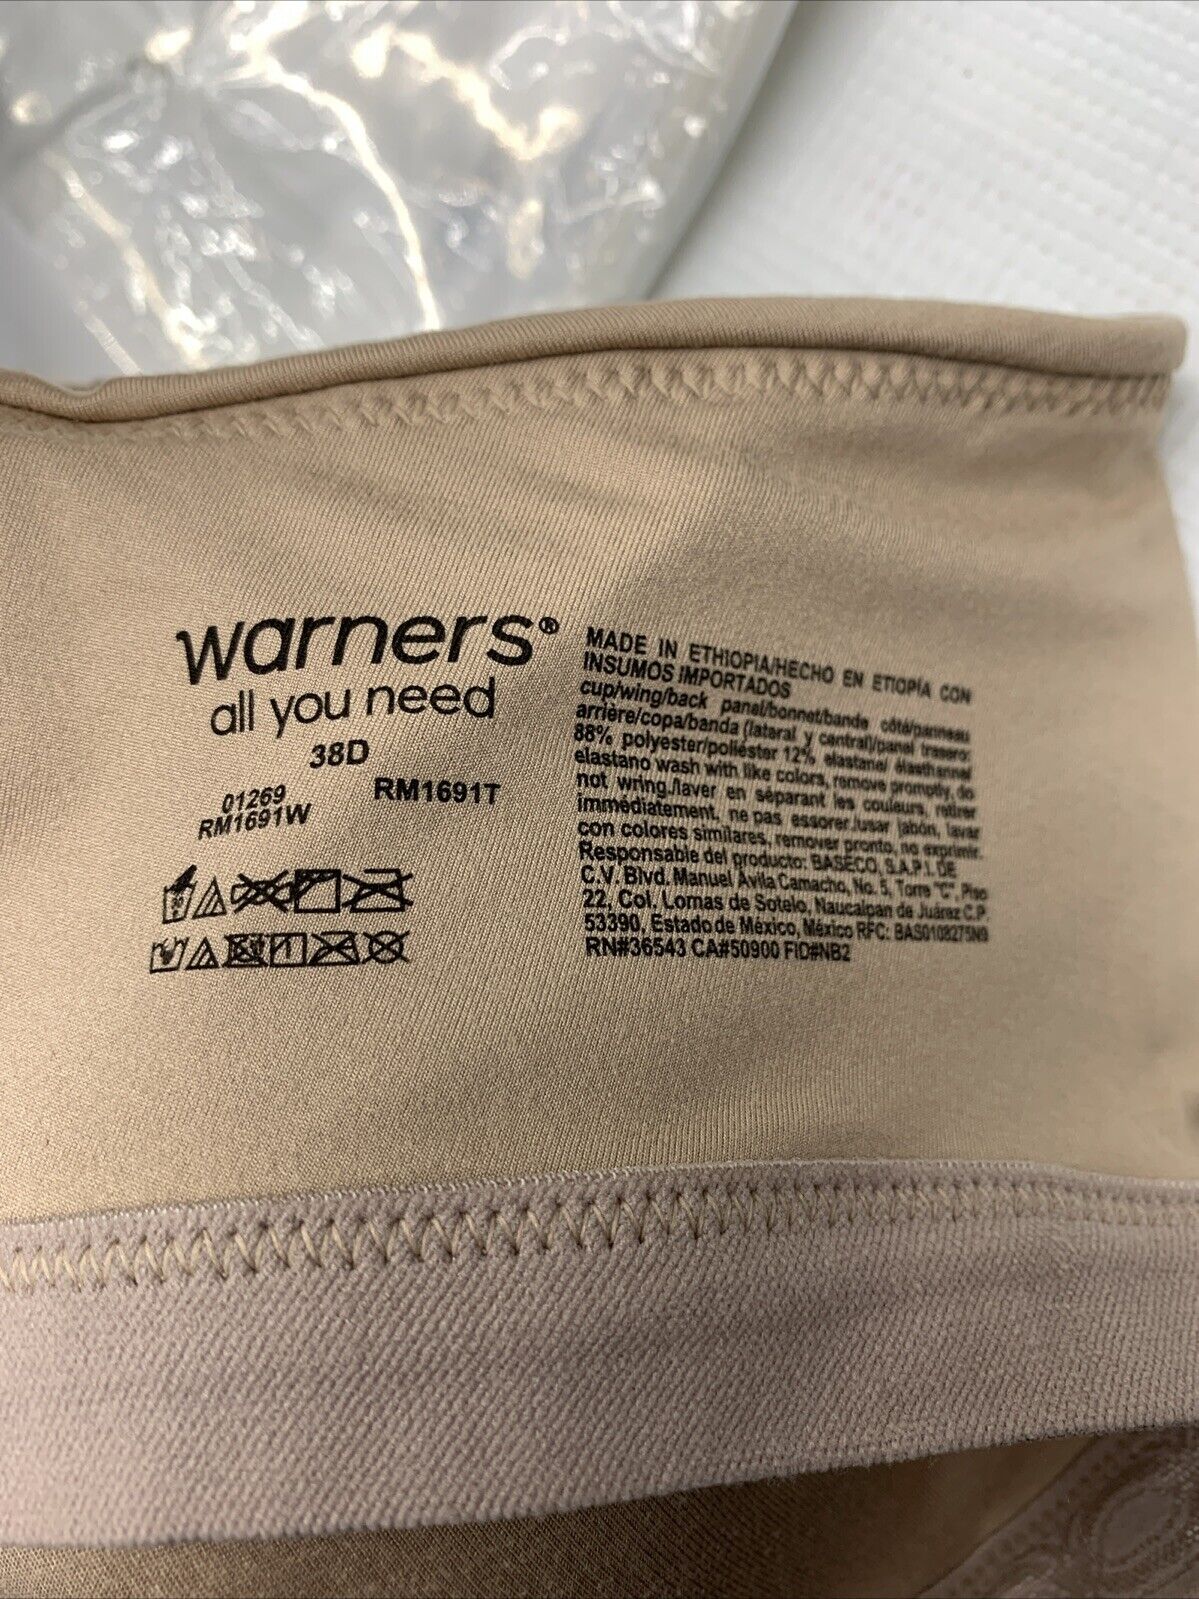 warners®
all you need
38D
01269
RM1691W
RM1691T
MADE IN ETHIOPIA/HECHO EN ETIOPÍA CON
INSUMOS IMPORTADOS
cup/wing/back panel/bonnet/bande côté/panneau
arrière/copa/banda (lateral y central)/panel trasero:
88% polyester/poliéster 12% elastane/ élasthanne/
elastano wash with like colors, remove promptly, do
not wring./laver en séparant les couleurs, retirer
immédiatement, ne pas essorer./usar jabón, lavar
con colores similares, remover pronto, no exprimir.
Responsable del producto: BASECO, S.A.P.I. DE
C.V. Blvd. Manuel Ávila Camacho, No. 5, Torre "C", Piso
22, Col. Lomas de Sotelo, Naucalpan de Juárez C.P.
53390, Estado de México, México RFC: BAS0108275N9
RN#36543 CA#50900 FID#NB2